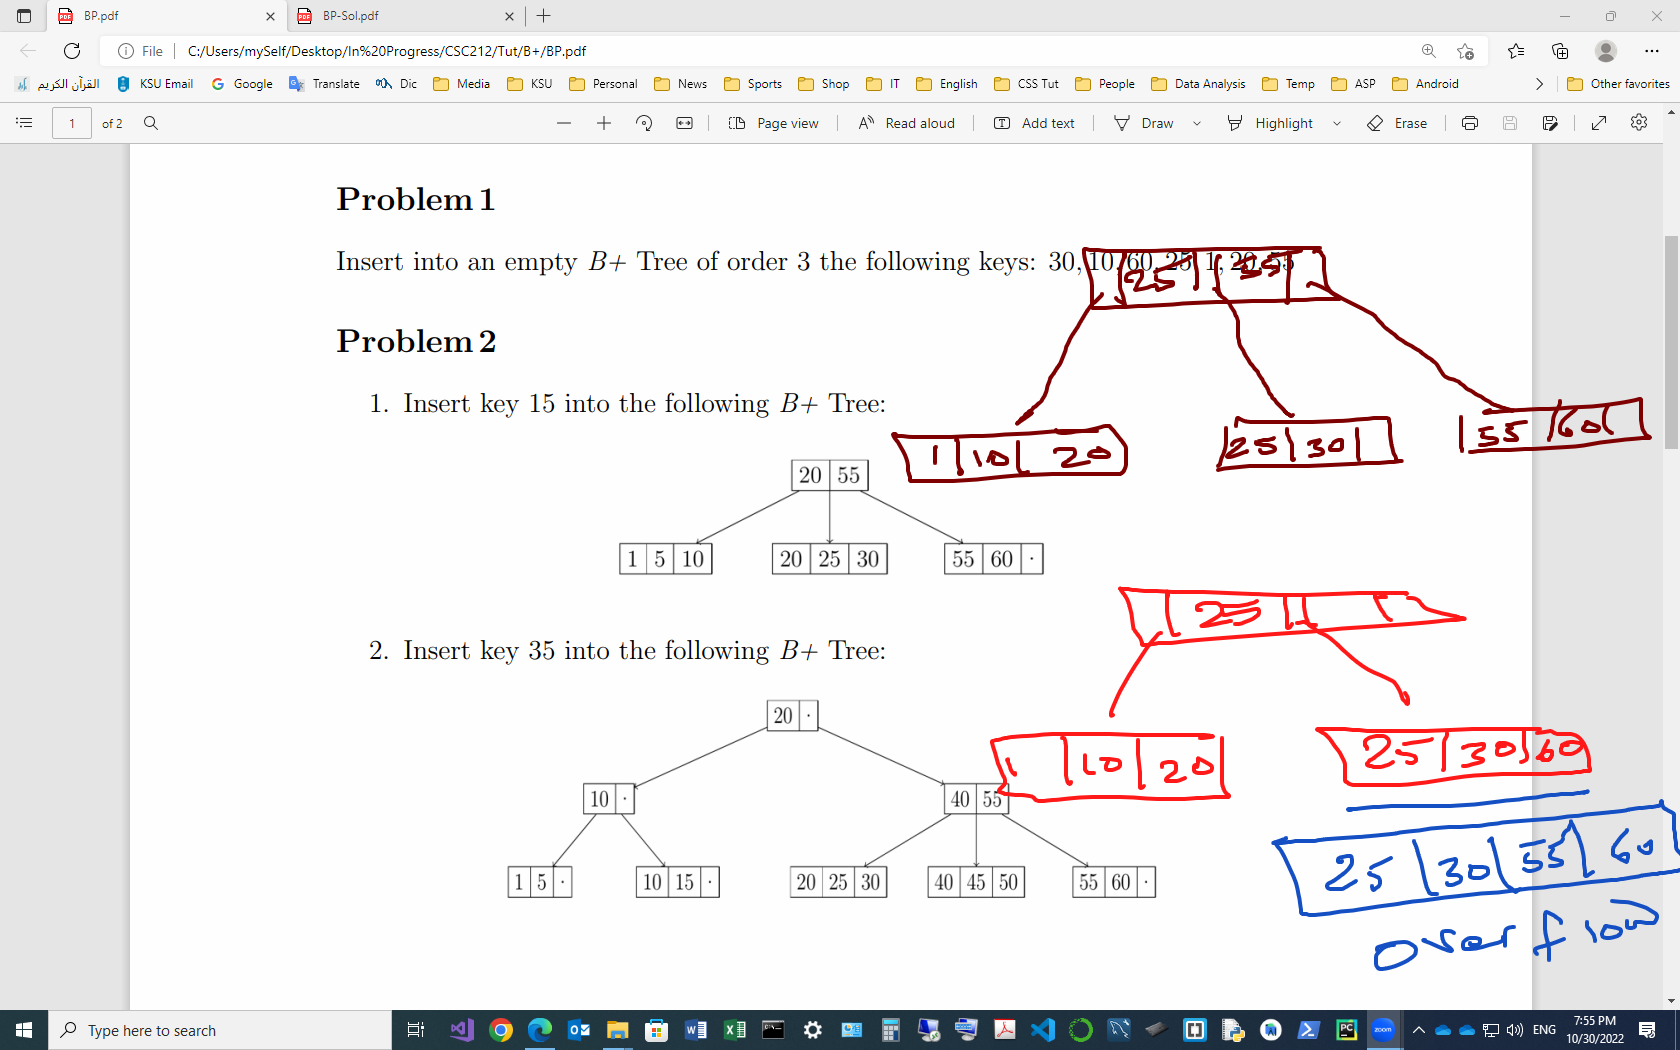 BP.pdf
BP-Sol.pdf
File
C:/Users/mySelf/Desktop/In%20Progress/CSC212/Tut/B+/BP.pdf
القرآن الكريم KSU Email Google Translate Dic Media KSU Personal News Sports Shop IT English CSS Tut People Data Analysis Temp ASP Android Other favorites
1 of 2 Page view Read aloud Add text Draw Highlight Erase
Problem 1
Insert into an empty B+ Tree of order 3 the following keys: 30, 10, 60, 25, 1, 20, 55
25 55
Problem 2
1. Insert key 15 into the following B+ Tree:
1 10 20
25 30
55 60
20 55
1 5 10
20 25 30
55 60 ·
25
2. Insert key 35 into the following B+ Tree:
20 ·
1 10 20
25 30 60
10 ·
40 55
25 30 55 60
1 5 ·
10 15 ·
20 25 30
40 45 50
55 60 ·
overflow
Type here to search
ENG
7:55 PM
10/30/2022